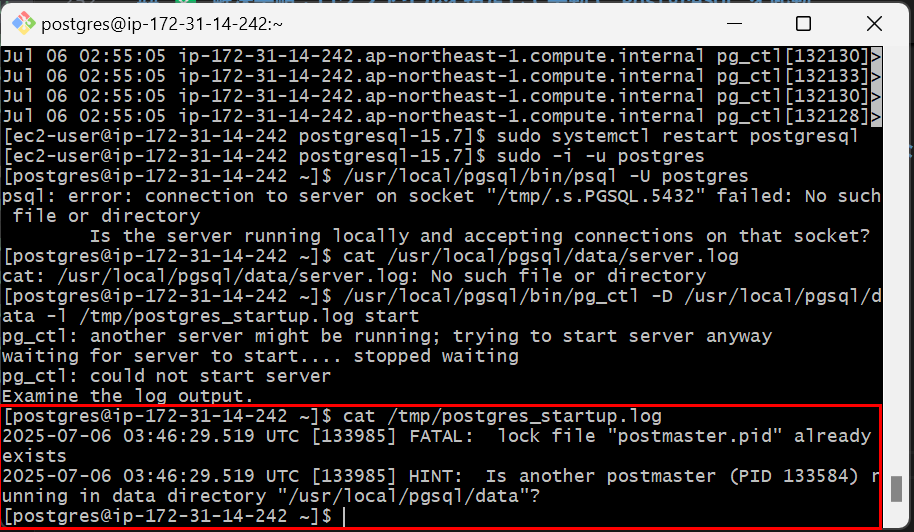 postgres@ip-172-31-14-242:~
Jul 06 02:55:05 ip-172-31-14-242.ap-northeast-1.compute.internal pg_ctl[132130]>
Jul 06 02:55:05 ip-172-31-14-242.ap-northeast-1.compute.internal pg_ctl[132133]>
Jul 06 02:55:05 ip-172-31-14-242.ap-northeast-1.compute.internal pg_ctl[132130]>
Jul 06 02:55:05 ip-172-31-14-242.ap-northeast-1.compute.internal pg_ctl[132128]>
[ec2-user@ip-172-31-14-242 postgresql-15.7]$ sudo systemctl restart postgresql
[ec2-user@ip-172-31-14-242 postgresql-15.7]$ sudo -i -u postgres
[postgres@ip-172-31-14-242 ~]$ /usr/local/pgsql/bin/psql -U postgres
psql: error: connection to server on socket "/tmp/.s.PGSQL.5432" failed: No such
 file or directory
        Is the server running locally and accepting connections on that socket?
[postgres@ip-172-31-14-242 ~]$ cat /usr/local/pgsql/data/server.log
cat: /usr/local/pgsql/data/server.log: No such file or directory
[postgres@ip-172-31-14-242 ~]$ /usr/local/pgsql/bin/pg_ctl -D /usr/local/pgsql/d
ata -l /tmp/postgres_startup.log start
pg_ctl: another server might be running; trying to start server anyway
waiting for server to start.... stopped waiting
pg_ctl: could not start server
Examine the log output.
[postgres@ip-172-31-14-242 ~]$ cat /tmp/postgres_startup.log
2025-07-06 03:46:29.519 UTC [133985] FATAL:  lock file "postmaster.pid" already
exists
2025-07-06 03:46:29.519 UTC [133985] HINT:  Is another postmaster (PID 133584) r
unning in data directory "/usr/local/pgsql/data"?
[postgres@ip-172-31-14-242 ~]$